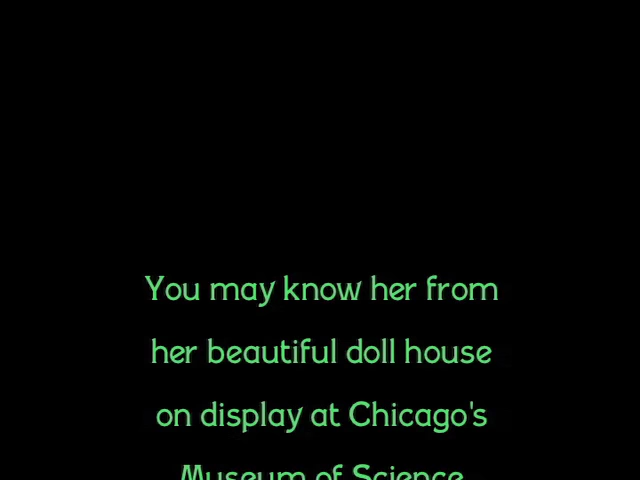 You may know her from
her beautiful doll house
on display at Chicago's
Museum of Science